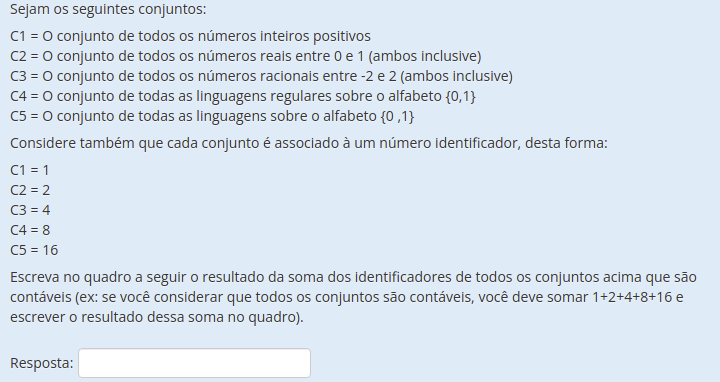 Sejam os seguintes conjuntos:
C1 = O conjunto de todos os números inteiros positivos
C2 = O conjunto de todos os números reais entre 0 e 1 (ambos inclusive)
C3 = O conjunto de todos os números racionais entre -2 e 2 (ambos inclusive)
C4 = O conjunto de todas as linguagens regulares sobre o alfabeto {0,1}
C5 = O conjunto de todas as linguagens sobre o alfabeto {0 ,1}
Considere também que cada conjunto é associado à um número identificador, desta forma:
C1 = 1
C2 = 2
C3 = 4
C4 = 8
C5 = 16
Escreva no quadro a seguir o resultado da soma dos identificadores de todos os conjuntos acima que são
contáveis (ex: se você considerar que todos os conjuntos são contáveis, você deve somar 1+2+4+8+16 e
escrever o resultado dessa soma no quadro).
Resposta: